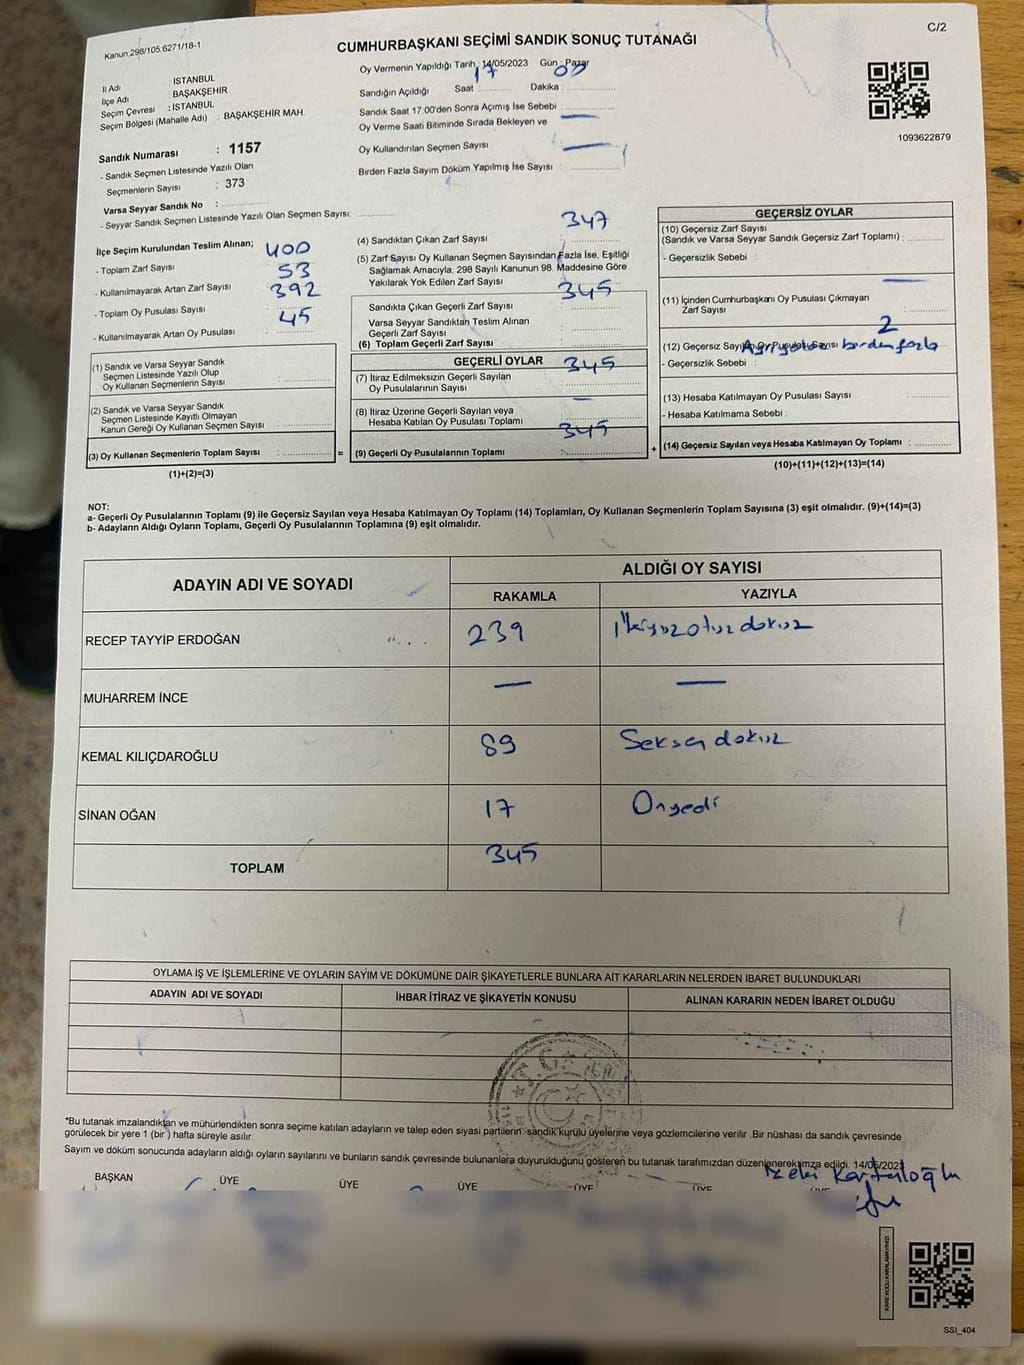 Kanun:298/105.6271/18-1
C/2
CUMHURBAŞKANI SEÇİMİ SANDIK SONUÇ TUTANAĞI
İl Adı İSTANBUL
İlçe Adı BAŞAKŞEHİR
Seçim Çevresi : İSTANBUL
Seçim Bölgesi (Mahalle Adı) : BAŞAKŞEHİR MAH.
Sandık Numarası : 1157
- Sandık Seçmen Listesinde Yazılı Olan
Seçmenlerin Sayısı : 373
Varsa Seyyar Sandık No :
- Seyyar Sandık Seçmen Listesinde Yazılı Olan Seçmen Sayısı:
Oy Vermenin Yapıldığı Tarih : 14/05/2023 Gün : Pazar
Sandığın Açıldığı Saat 17 Dakika : 00
Sandık Saat 17:00'den Sonra Açımış İse Sebebi :
Oy Verme Saati Bitiminde Sırada Bekleyen ve
Oy Kullandırılan Seçmen Sayısı
Birden Fazla Sayım Döküm Yapılmış İse Sayısı :
1093622879
İlçe Seçim Kurulundan Teslim Alınan;
- Toplam Zarf Sayısı 400
- Kullanılmayarak Artan Zarf Sayısı 53
- Toplam Oy Pusulası Sayısı 392
- Kullanılmayarak Artan Oy Pusulası : 45
(1) Sandık ve Varsa Seyyar Sandık
Seçmen Listesinde Yazılı Olup
Oy Kullanan Seçmenlerin Sayısı :
(2) Sandık ve Varsa Seyyar Sandık
Seçmen Listesinde Kayıtlı Olmayan
Kanun Gereği Oy Kullanan Seçmen Sayısı :
(3) Oy Kullanan Seçmenlerin Toplam Sayısı :
(1)+(2)=(3)
=
(4) Sandıktan Çıkan Zarf Sayısı 347
(5) Zarf Sayısı Oy Kullanan Seçmen Sayısından Fazla İse, Eşitliği
Sağlamak Amacıyla; 298 Sayılı Kanunun 98. Maddesine Göre
Yakılarak Yok Edilen Zarf Sayısı :
345
Sandıkta Çıkan Geçerli Zarf Sayısı :
Varsa Seyyar Sandıktan Teslim Alınan
Geçerli Zarf Sayısı :
(6) Toplam Geçerli Zarf Sayısı :
GEÇERLİ OYLAR
345
(7) İtiraz Edilmeksizin Geçerli Sayılan
Oy Pusulalarının Sayısı :
(8) İtiraz Üzerine Geçerli Sayılan veya
Hesaba Katılan Oy Pusulası Toplamı :
345
(9) Geçerli Oy Pusulalarının Toplamı :
+
GEÇERSİZ OYLAR
(10) Geçersiz Zarf Sayısı
(Sandık ve Varsa Seyyar Sandık Geçersiz Zarf Toplamı) :
- Geçersizlik Sebebi :
(11) İçinden Cumhurbaşkanı Oy Pusulası Çıkmayan
Zarf Sayısı :
2
(12) Geçersiz Sayılan Oy Pusulası Sayısı
birden fazla
- Geçersizlik Sebebi :
(13) Hesaba Katılmayan Oy Pusulası Sayısı :
- Hesaba Katılmama Sebebi :
(14) Geçersiz Sayılan veya Hesaba Katılmayan Oy Toplamı :
(10)+(11)+(12)+(13)=(14)
NOT:
a- Geçerli Oy Pusulalarının Toplamı (9) ile Geçersiz Sayılan veya Hesaba Katılmayan Oy Toplamı (14) Toplamları, Oy Kullanan Seçmenlerin Toplam Sayısına (3) eşit olmalıdır. (9)+(14)=(3)
b- Adayların Aldığı Oyların Toplamı, Geçerli Oy Pusulalarının Toplamına (9) eşit olmalıdır.
ADAYIN ADI VE SOYADI
ALDIĞI OY SAYISI
RAKAMLA YAZIYLA
RECEP TAYYİP ERDOĞAN 239 İkiyüzotuzdokuz
MUHARREM İNCE — —
KEMAL KILIÇDAROĞLU 89 Seksendokuz
SİNAN OĞAN 17 Onyedi
TOPLAM 345
OYLAMA İŞ VE İŞLEMLERİNE VE OYLARIN SAYIM VE DÖKÜMÜNE DAİR ŞİKAYETLERLE BUNLARA AİT KARARLARIN NELERDEN İBARET BULUNDUKLARI
ADAYIN ADI VE SOYADI İHBAR İTİRAZ VE ŞİKAYETİN KONUSU ALINAN KARARIN NEDEN İBARET OLDUĞU
T.C.
*Bu tutanak imzalandıktan ve mühürlendikten sonra seçime katılan adayların ve talep eden siyasi partilerin sandık kurulu üyelerine veya gözlemcilerine verilir .Bir nüshası da sandık çevresinde
görülecek bir yere 1 (bir ) hafta süreyle asılır.
Sayım ve döküm sonucunda adayların aldığı oyların sayılarını ve bunların sandık çevresinde bulunanlara duyurulduğunu gösteren bu tutanak tarafımızdan düzenlenerek imza edildi. 14/05/2023
BAŞKAN ÜYE ÜYE ÜYE ÜYE ÜYE
KARE KODU KARALAMAYINIZ!
SSI_404